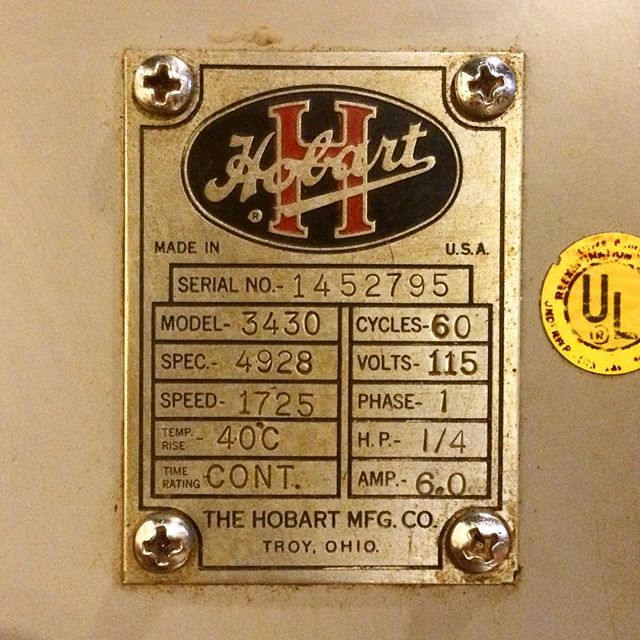 Hobart
H
®
MADE IN U.S.A.
SERIAL NO.- 1452795
MODEL- 3430
CYCLES- 60
SPEC.- 4928
VOLTS- 115
SPEED- 1725
PHASE- 1
TEMP. RISE - 40°C
H.P.- 1/4
TIME RATING CONT.
AMP.- 6.0
THE HOBART MFG. CO.
TROY, OHIO.
UL